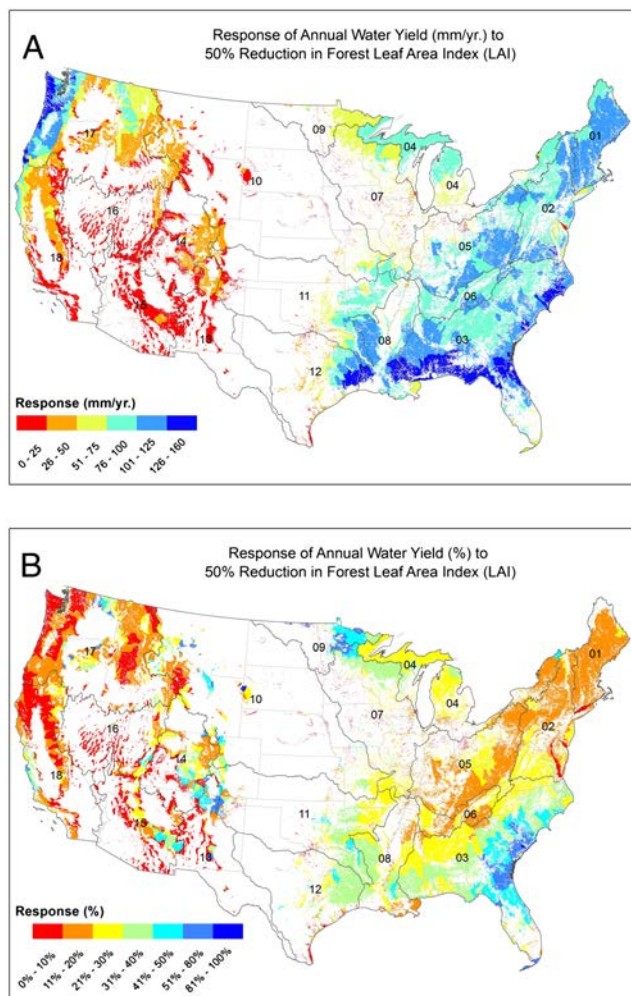 A
Response of Annual Water Yield (mm/yr.) to
50% Reduction in Forest Leaf Area Index (LAI)
17
09
04
01
10
07
04
02
16
14
05
18
06
11
15
08
03
13
12
Response (mm/yr.)
0 - 25
26 - 50
51 - 75
76 - 100
101 - 125
126 - 160
B
Response of Annual Water Yield (%) to
50% Reduction in Forest Leaf Area Index (LAI)
17
09
04
01
10
07
04
02
16
14
05
18
06
11
15
08
03
13
12
Response (%)
0% - 10%
11% - 20%
21% - 30%
31% - 40%
41% - 50%
51% - 80%
81% - 100%